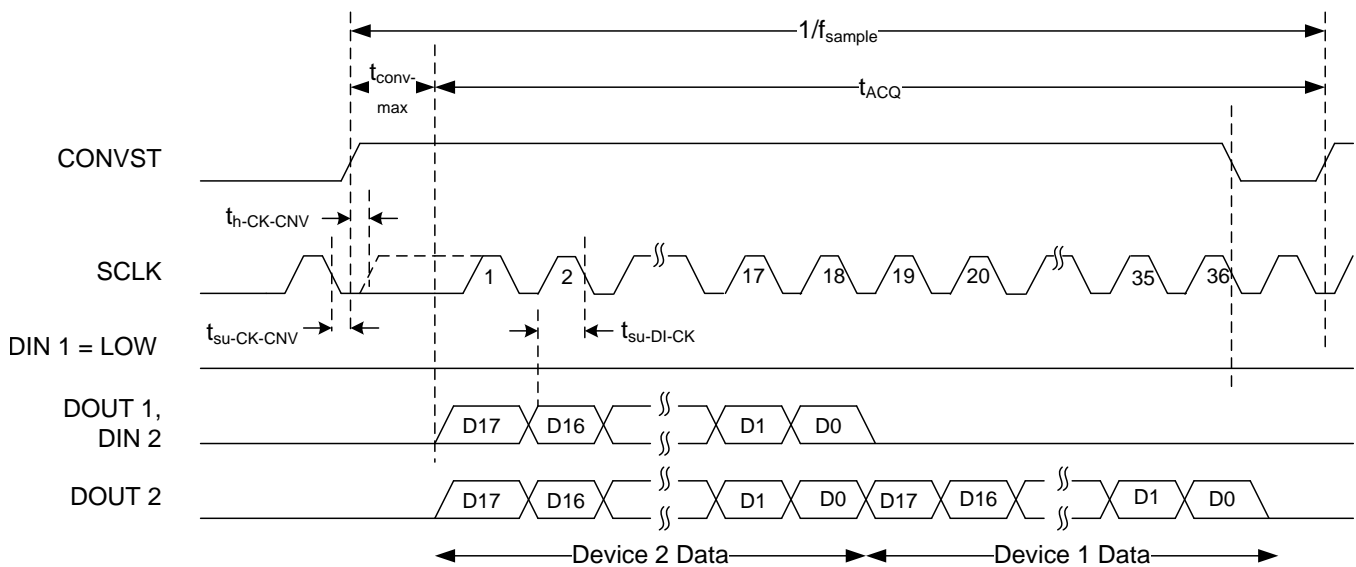 1/fsample
tconv-max
tACQ
CONVST
th-CK-CNV
SCLK
1 2 17 18 19 20 35 36
tsu-CK-CNV
tsu-DI-CK
DIN 1 = LOW
DOUT 1,
DIN 2
D17 D16 D1 D0
DOUT 2
D17 D16 D1 D0 D17 D16 D1 D0
Device 2 Data Device 1 Data